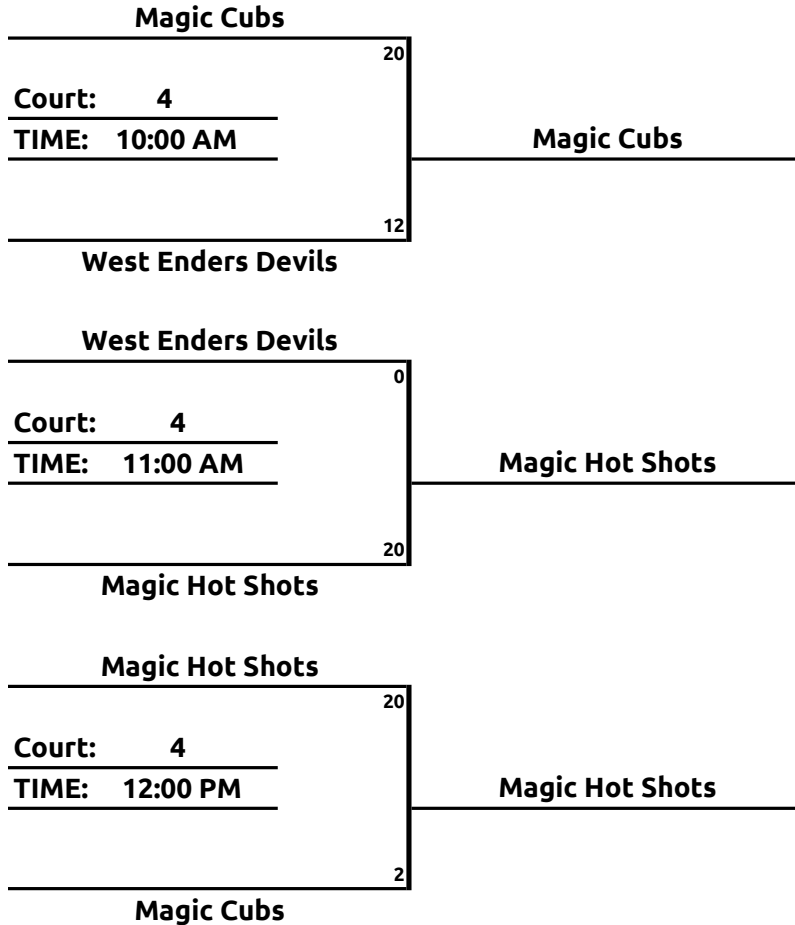 Magic Cubs
20
Court: 4
TIME: 10:00 AM
Magic Cubs
12
West Enders Devils
West Enders Devils
0
Court: 4
TIME: 11:00 AM
Magic Hot Shots
20
Magic Hot Shots
Magic Hot Shots
20
Court: 4
TIME: 12:00 PM
Magic Hot Shots
2
Magic Cubs